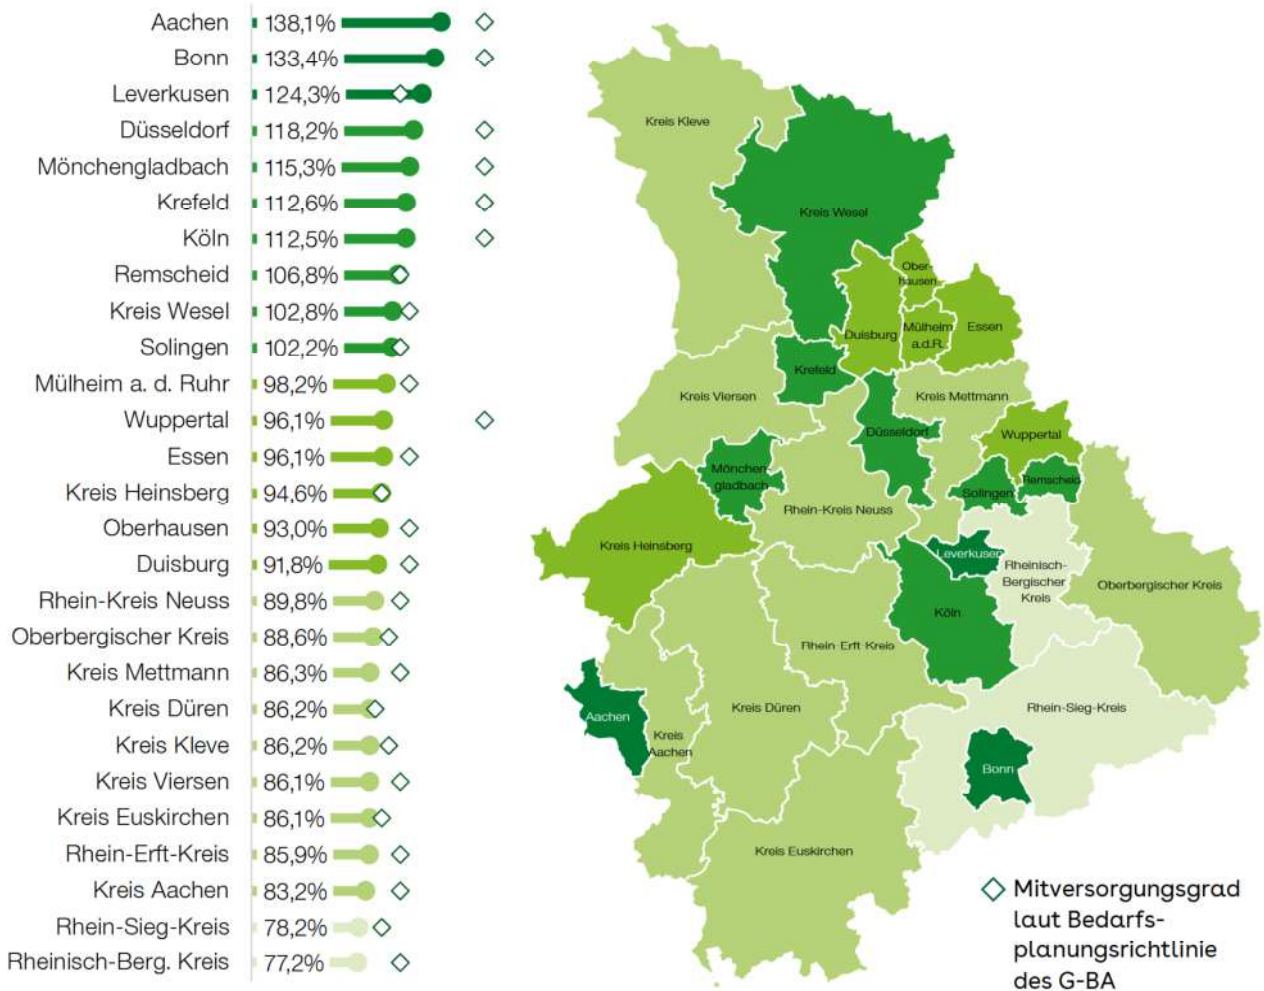 Aachen 138,1%
Bonn 133,4%
Leverkusen 124,3%
Düsseldorf 118,2%
Mönchengladbach 115,3%
Krefeld 112,6%
Köln 112,5%
Remscheid 106,8%
Kreis Wesel 102,8%
Solingen 102,2%
Mülheim a. d. Ruhr 98,2%
Wuppertal 96,1%
Essen 96,1%
Kreis Heinsberg 94,6%
Oberhausen 93,0%
Duisburg 91,8%
Rhein-Kreis Neuss 89,8%
Oberbergischer Kreis 88,6%
Kreis Mettmann 86,3%
Kreis Düren 86,2%
Kreis Kleve 86,2%
Kreis Viersen 86,1%
Kreis Euskirchen 86,1%
Rhein-Erft-Kreis 85,9%
Kreis Aachen 83,2%
Rhein-Sieg-Kreis 78,2%
Rheinisch-Berg. Kreis 77,2%
Kreis Kleve
Kreis Wesel
Ober-
hausen
Duisburg
Mülheim
a.d.R.
Essen
Krefeld
Kreis Viersen
Kreis Mettmann
Düsseldorf
Wuppertal
Mönchen
gladbach
Solingen
Remscheid
Rhein-Kreis Neuss
Kreis Heinsberg
Leverkusen
Rheinisch-
Bergischer
Kreis
Oberbergischer Kreis
Köln
Rhein-Erft-Kreis
Kreis Düren
Rhein-Sieg-Kreis
Aachen
Kreis
Aachen
Bonn
Kreis Euskirchen
Mitversorgungsgrad
laut Bedarfs-
planungsrichtlinie
des G-BA